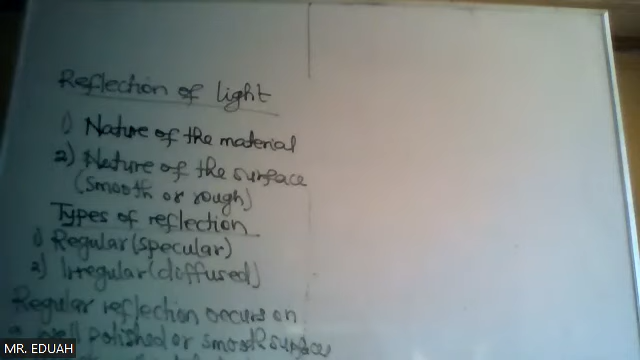 Reflection of light
1) Nature of the material
2) Nature of the surface
(smooth or rough)
Types of reflection
1) Regular (specular)
2) Irregular (diffused)
Regular reflection occurs on
a well polished or smooth surface
MR. EDUAH